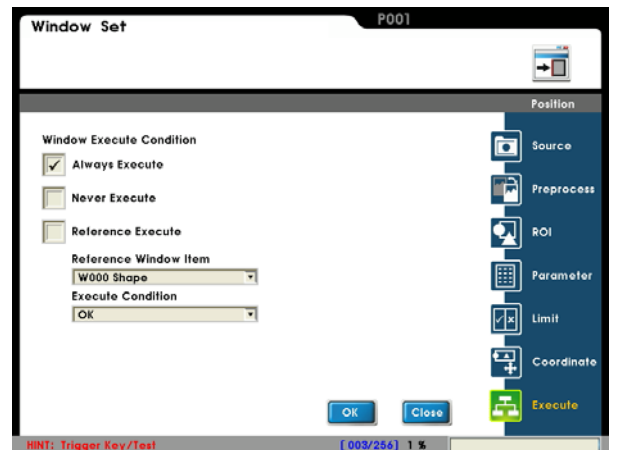 Window Set
P001
Position
Window Execute Condition
Always Execute
Never Execute
Reference Execute
Reference Window Item
W000 Shape
Execute Condition
OK
Source
Preprocess
ROI
Parameter
Limit
Coordinate
Execute
OK
Close
HINT: Trigger Key/Test
[003/256] 1 %